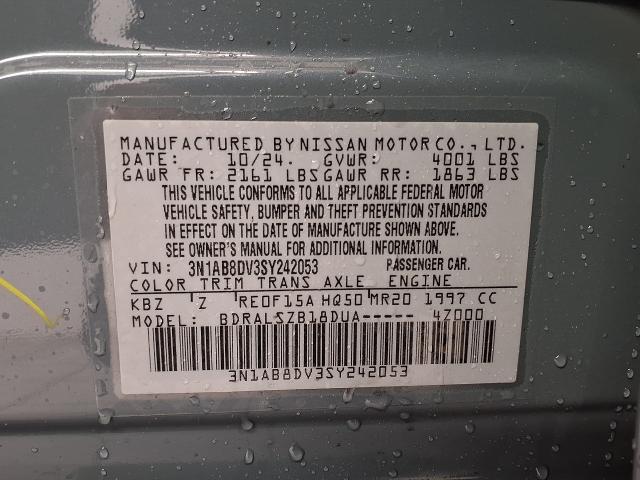 MANUFACTURED BY NISSAN MOTOR CO., LTD.
DATE: 10/24. GVWR: 4001 LBS
GAWR FR: 2161 LBS GAWR RR: 1863 LBS
THIS VEHICLE CONFORMS TO ALL APPLICABLE FEDERAL MOTOR
VEHICLE SAFETY, BUMPER AND THEFT PREVENTION STANDARDS
IN EFFECT ON THE DATE OF MANUFACTURE SHOWN ABOVE.
SEE OWNER'S MANUAL FOR ADDITIONAL INFORMATION.
VIN: 3N1AB8DV3SY242053 PASSENGER CAR.
COLOR TRIM TRANS AXLE ENGINE
KBZ Z RE0F15A HQ50 MR20 1997 CC
MODEL: BDRALSZB18DUA----- 4Z000
3N1AB8DV3SY242053